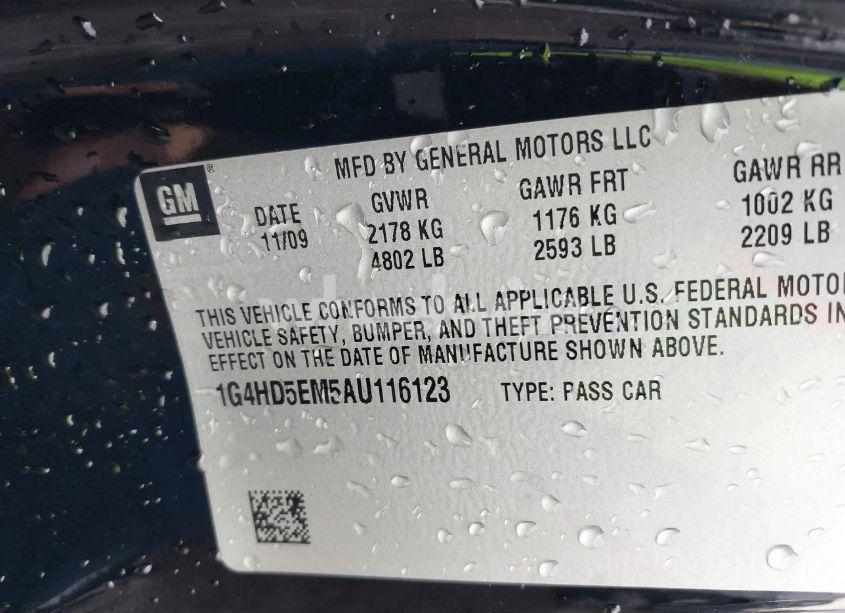 MFD BY GENERAL MOTORS LLC
GM®
DATE
11/09
GVWR
2178 KG
4802 LB
GAWR FRT
1176 KG
2593 LB
GAWR RR
1002 KG
2209 LB
THIS VEHICLE CONFORMS TO ALL APPLICABLE U.S. FEDERAL MOTO
VEHICLE SAFETY, BUMPER, AND THEFT PREVENTION STANDARDS IN
EFFECT ON THE DATE OF MANUFACTURE SHOWN ABOVE.
1G4HD5EM5AU116123 TYPE: PASS CAR